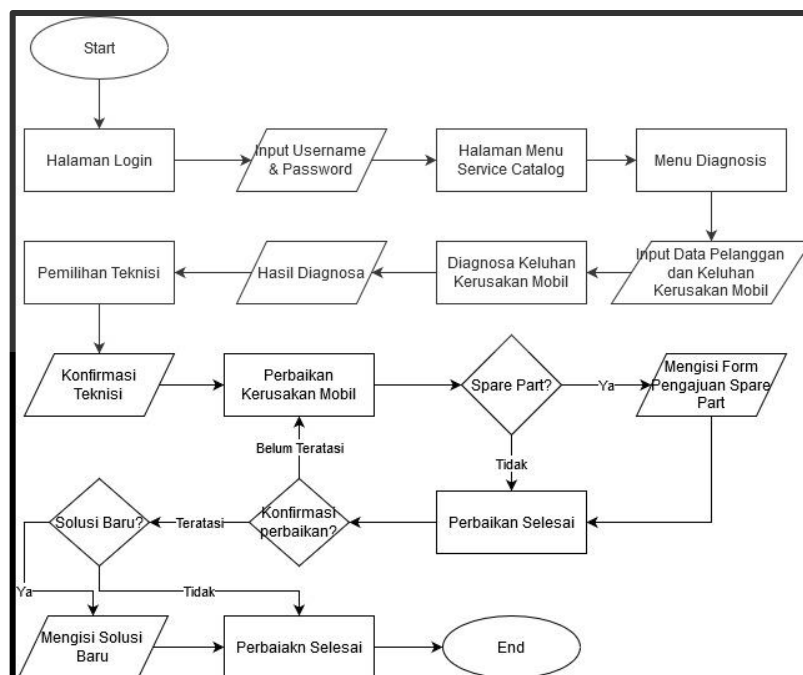 Start
Halaman Login
Input Username
& Password
Halaman Menu
Service Catalog
Menu Diagnosis
Pemilihan Teknisi
Hasil Diagnosa
Diagnosa Keluhan
Kerusakan Mobil
Input Data Pelanggan
dan Keluhan
Kerusakan Mobil
Konfirmasi
Teknisi
Perbaikan
Kerusakan Mobil
Spare Part?
Ya
Mengisi Form
Pengajuan Spare
Part
Belum Teratasi
Tidak
Solusi Baru?
Teratasi
Konfirmasi
perbaikan?
Perbaikan Selesai
Ya
Tidak
Mengisi Solusi
Baru
Perbaiakn Selesai
End